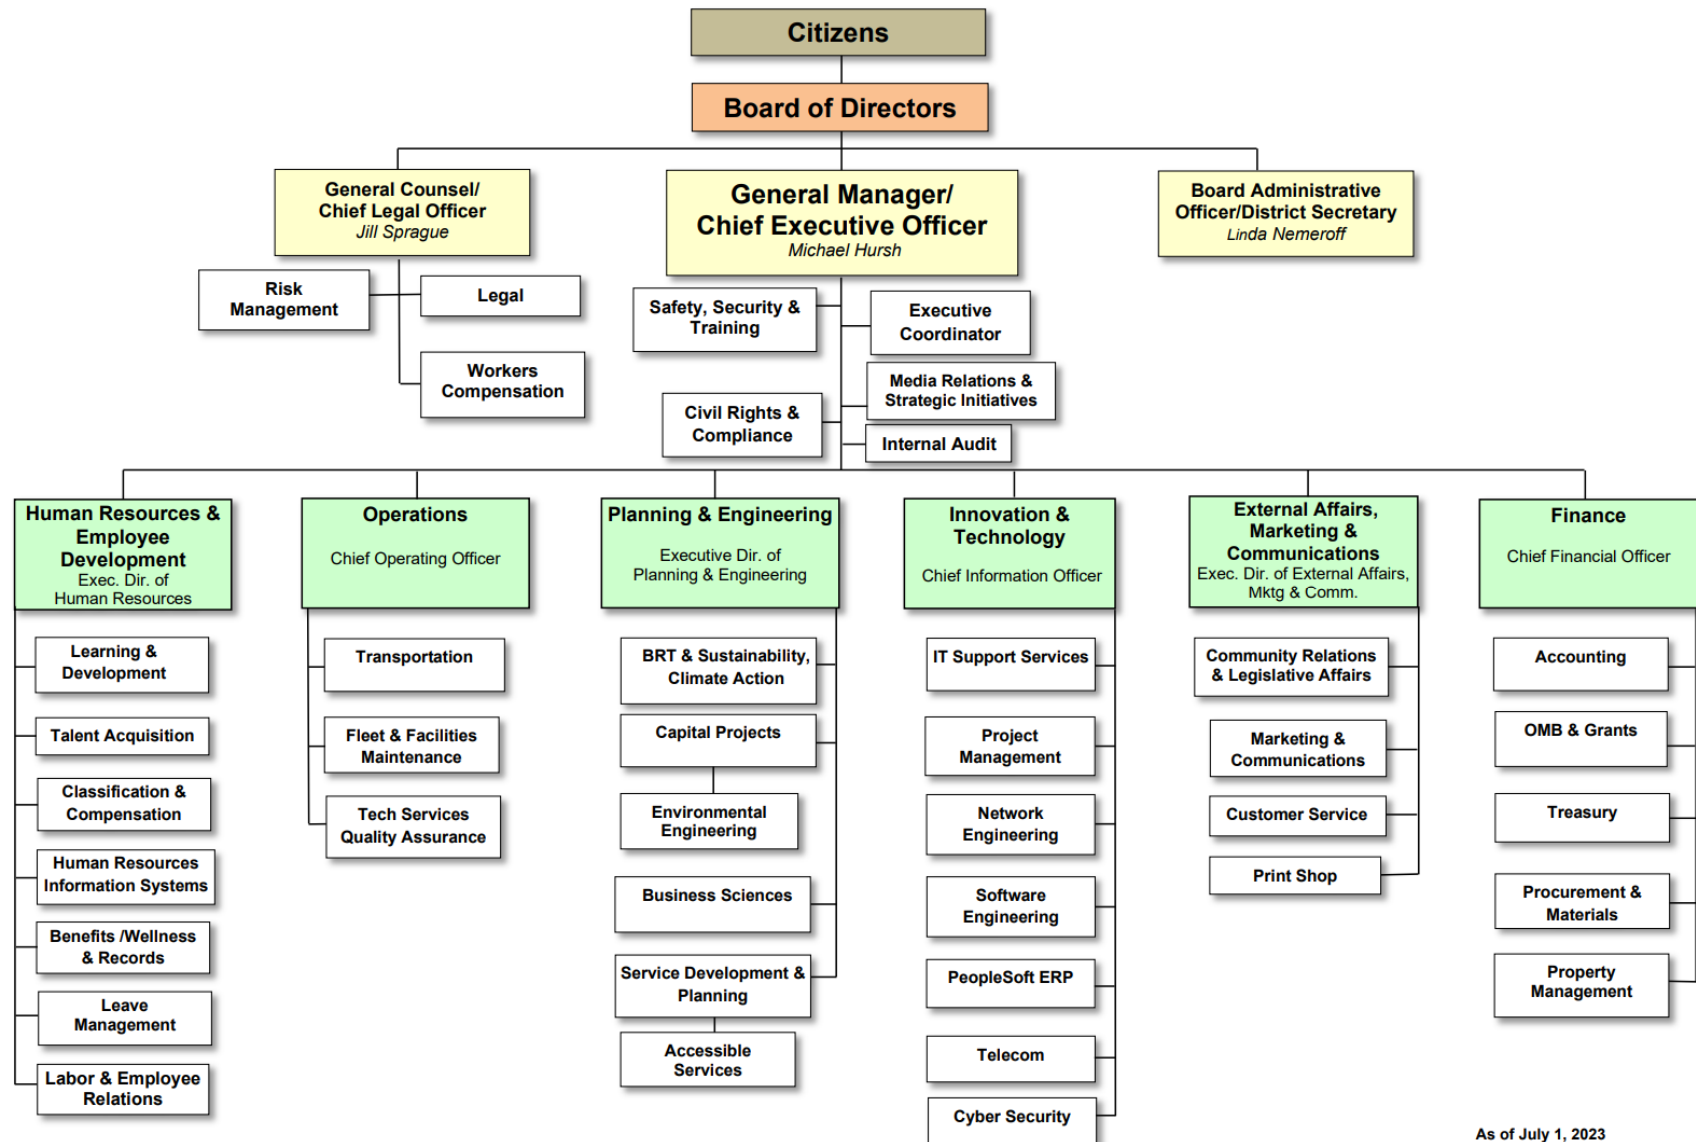 Citizens
Board of Directors
General Counsel/
Chief Legal Officer
Jill Sprague
General Manager/
Chief Executive Officer
Michael Hursh
Board Administrative
Officer/District Secretary
Linda Nemeroff
Risk
Management
Legal
Workers
Compensation
Safety, Security &
Training
Executive
Coordinator
Media Relations &
Strategic Initiatives
Civil Rights &
Compliance
Internal Audit
Human Resources &
Employee
Development
Exec. Dir. of
Human Resources
Learning &
Development
Talent Acquisition
Classification &
Compensation
Human Resources
Information Systems
Benefits /Wellness
& Records
Leave
Management
Labor & Employee
Relations
Operations
Chief Operating Officer
Transportation
Fleet & Facilities
Maintenance
Tech Services
Quality Assurance
Planning & Engineering
Executive Dir. of
Planning & Engineering
BRT & Sustainability,
Climate Action
Capital Projects
Environmental
Engineering
Business Sciences
Service Development &
Planning
Accessible
Services
Innovation &
Technology
Chief Information Officer
IT Support Services
Project
Management
Network
Engineering
Software
Engineering
PeopleSoft ERP
Telecom
Cyber Security
External Affairs,
Marketing &
Communications
Exec. Dir. of External Affairs,
Mktg & Comm.
Community Relations
& Legislative Affairs
Marketing &
Communications
Customer Service
Print Shop
Finance
Chief Financial Officer
Accounting
OMB & Grants
Treasury
Procurement &
Materials
Property
Management
As of July 1, 2023